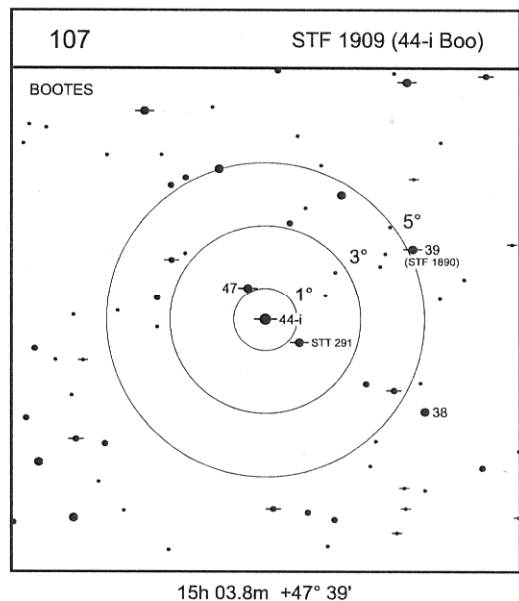 107 STF 1909 (44-i Boo)
BOOTES
5°
39
(STF 1890)
3°
47 1°
44-i
STT 291
38
15h 03.8m +47° 39'